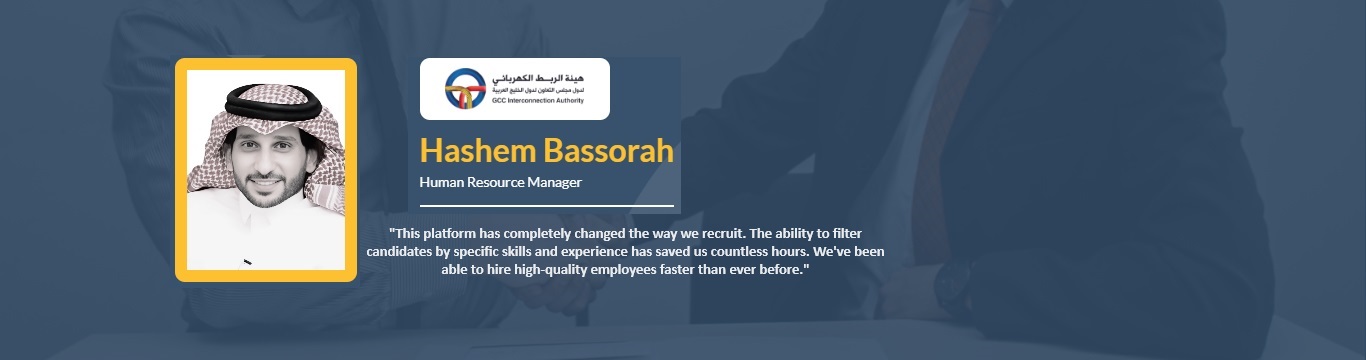 هيئة الربط الكهربائي
لدول مجلس التعاون لدول الخليج العربية
GCC Interconnection Authority
Hashem Bassorah
Human Resource Manager
"This platform has completely changed the way we recruit. The ability to filter
candidates by specific skills and experience has saved us countless hours. We've been
able to hire high-quality employees faster than ever before."